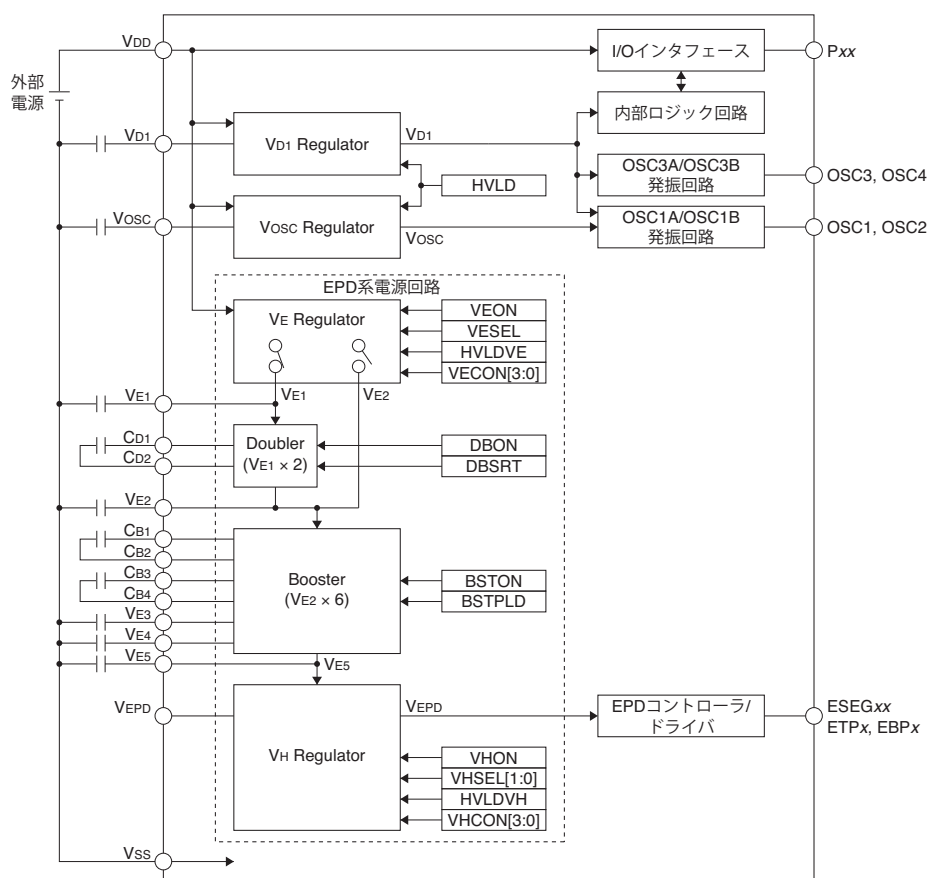 VDD
I/Oインタフェース
Pxx
外部
電源
内部ロジック回路
VD1
VD1 Regulator
VD1
HVLD
OSC3A/OSC3B
発振回路
OSC3, OSC4
VOSC
VOSC Regulator
VOSC
OSC1A/OSC1B
発振回路
OSC1, OSC2
EPD系電源回路
VE Regulator
VEON
VESEL
HVLDVE
VECON[3:0]
VE1
VE1
VE2
CD1
CD2
Doubler
(VE1 × 2)
DBON
DBSRT
VE2
CB1
CB2
CB3
CB4
VE3
VE4
VE5
Booster
(VE2 × 6)
BSTON
BSTPLD
VE5
VEPD
VEPD
VH Regulator
EPDコントローラ/
ドライバ
ESEGxx
ETPx, EBPx
VHON
VHSEL[1:0]
HVLDVH
VHCON[3:0]
VSS